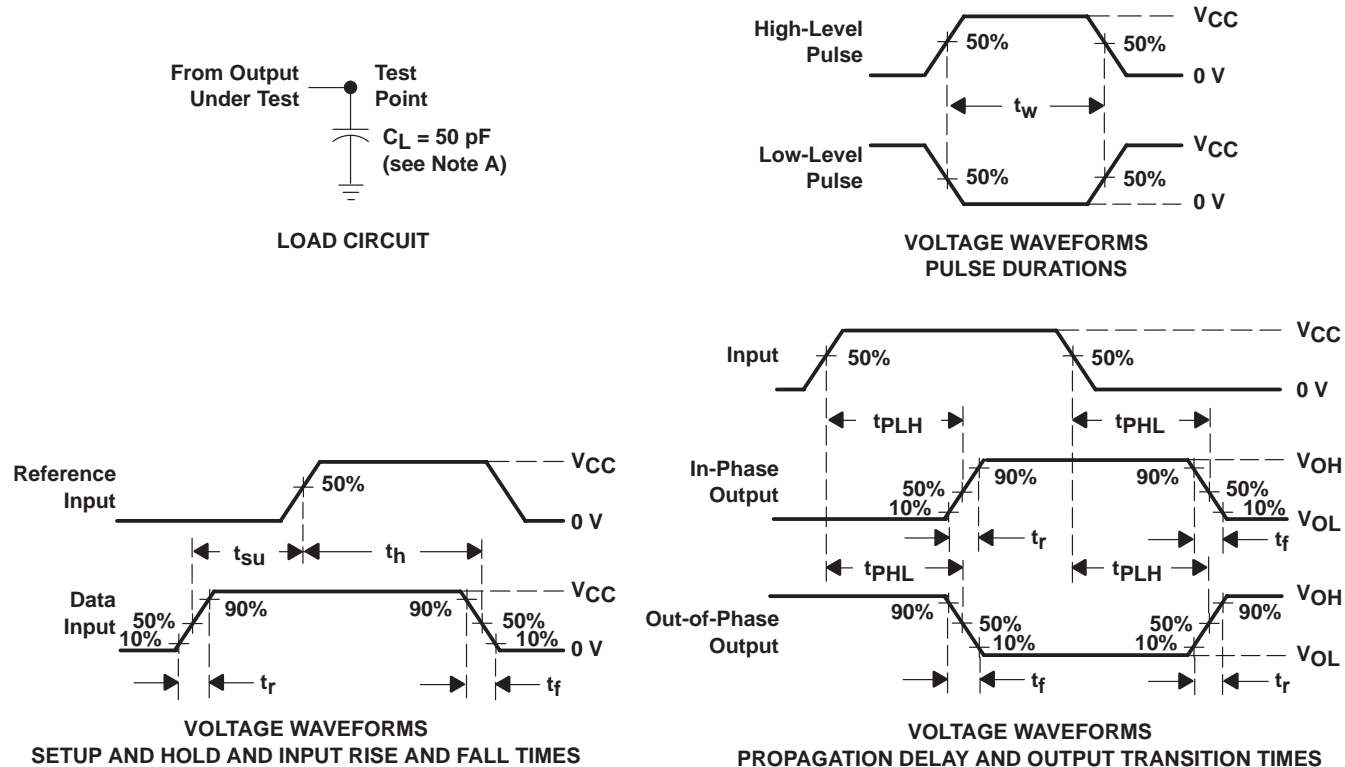 From Output
Under Test
Test
Point
CL = 50 pF
(see Note A)
LOAD CIRCUIT
High-Level
Pulse
50%
50%
VCC
0 V
tw
Low-Level
Pulse
50%
50%
VCC
0 V
VOLTAGE WAVEFORMS
PULSE DURATIONS
Reference
Input
50%
VCC
0 V
tsu
th
Data
Input
50%
10%
90%
90%
50%
10%
VCC
0 V
tr
tf
VOLTAGE WAVEFORMS
SETUP AND HOLD AND INPUT RISE AND FALL TIMES
Input
50%
50%
VCC
0 V
tPLH
tPHL
In-Phase
Output
50%
10%
90%
90%
50%
10%
VOH
VOL
tr
tf
tPHL
tPLH
Out-of-Phase
Output
90%
50%
10%
50%
10%
90%
VOH
VOL
tf
tr
VOLTAGE WAVEFORMS
PROPAGATION DELAY AND OUTPUT TRANSITION TIMES